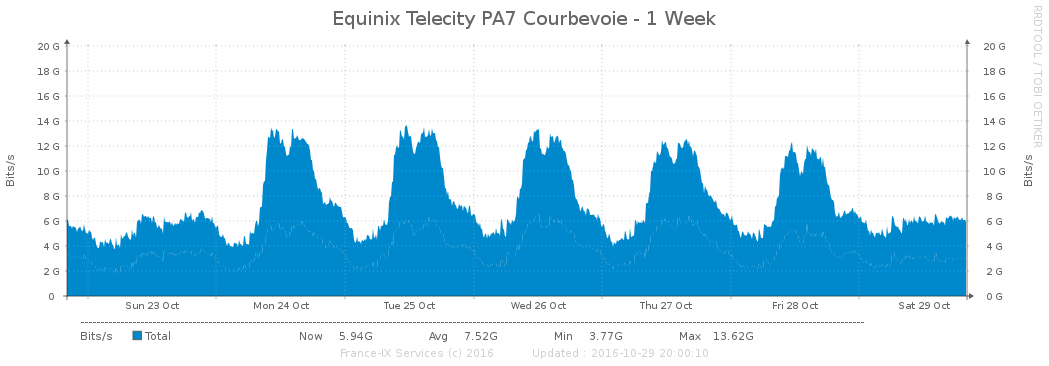 Equinix Telecity PA7 Courbevoie - 1 Week
RRDTOOL / TOBI OETIKER
Bits/s
20 G 20 G
18 G 18 G
16 G 16 G
14 G 14 G
12 G 12 G
10 G 10 G
8 G 8 G
6 G 6 G
4 G 4 G
2 G 2 G
0 0 G
Bits/s
Sun 23 Oct Mon 24 Oct Tue 25 Oct Wed 26 Oct Thu 27 Oct Fri 28 Oct Sat 29 Oct
Bits/s Total Now 5.94G Avg 7.52G Min 3.77G Max 13.62G
France-IX Services (c) 2016 Updated : 2016-10-29 20:00:10